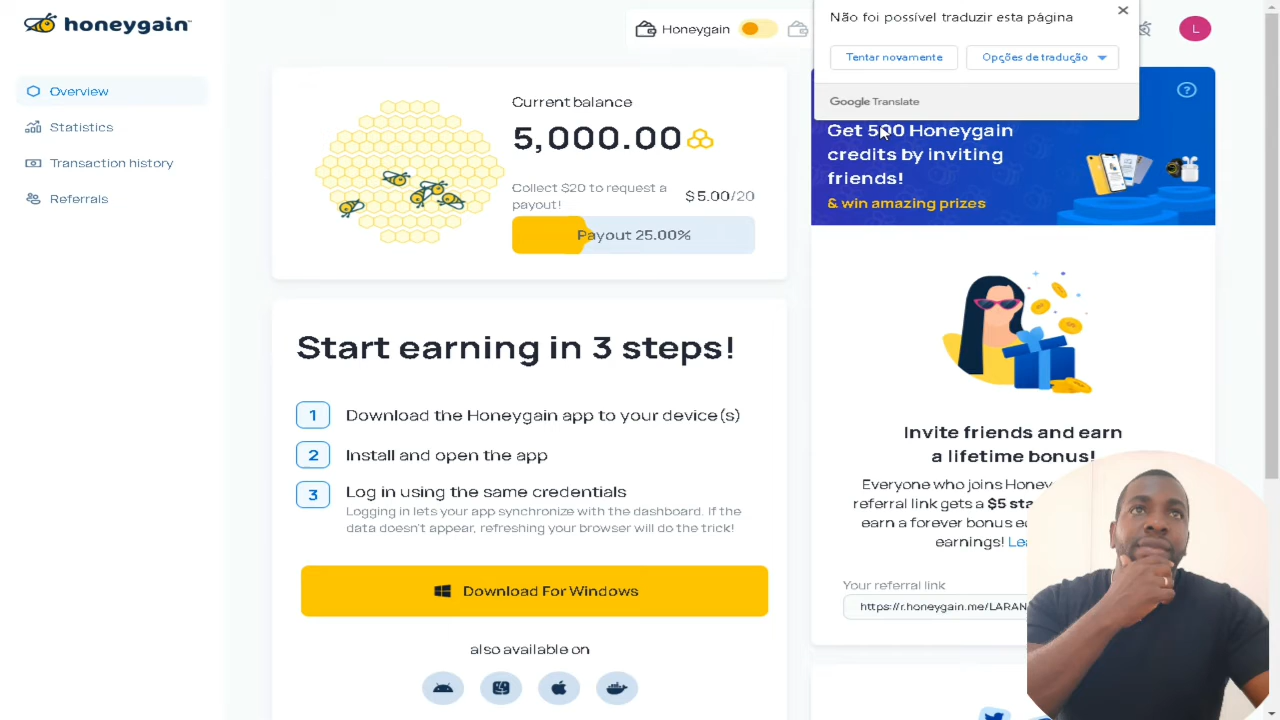 honeygain
Honeygain
L
Não foi possível traduzir esta página
Tentar novamente
Opções de tradução
Google Translate
Overview
Statistics
Transaction history
Referrals
Current balance
5,000.00
Collect $20 to request a
payout!
$5.00/20
Payout 25.00%
Get 500 Honeygain
credits by inviting
friends!
& win amazing prizes
?
Start earning in 3 steps!
1 Download the Honeygain app to your device(s)
2 Install and open the app
3 Log in using the same credentials
Logging in lets your app synchronize with the dashboard. If the
data doesn't appear, refreshing your browser will do the trick!
Download For Windows
also available on
Invite friends and earn
a lifetime bonus!
Everyone who joins Honey
referral link gets a $5 sta
earn a forever bonus eq
earnings! Lea
Your referral link
https://r.honeygain.me/LARAN